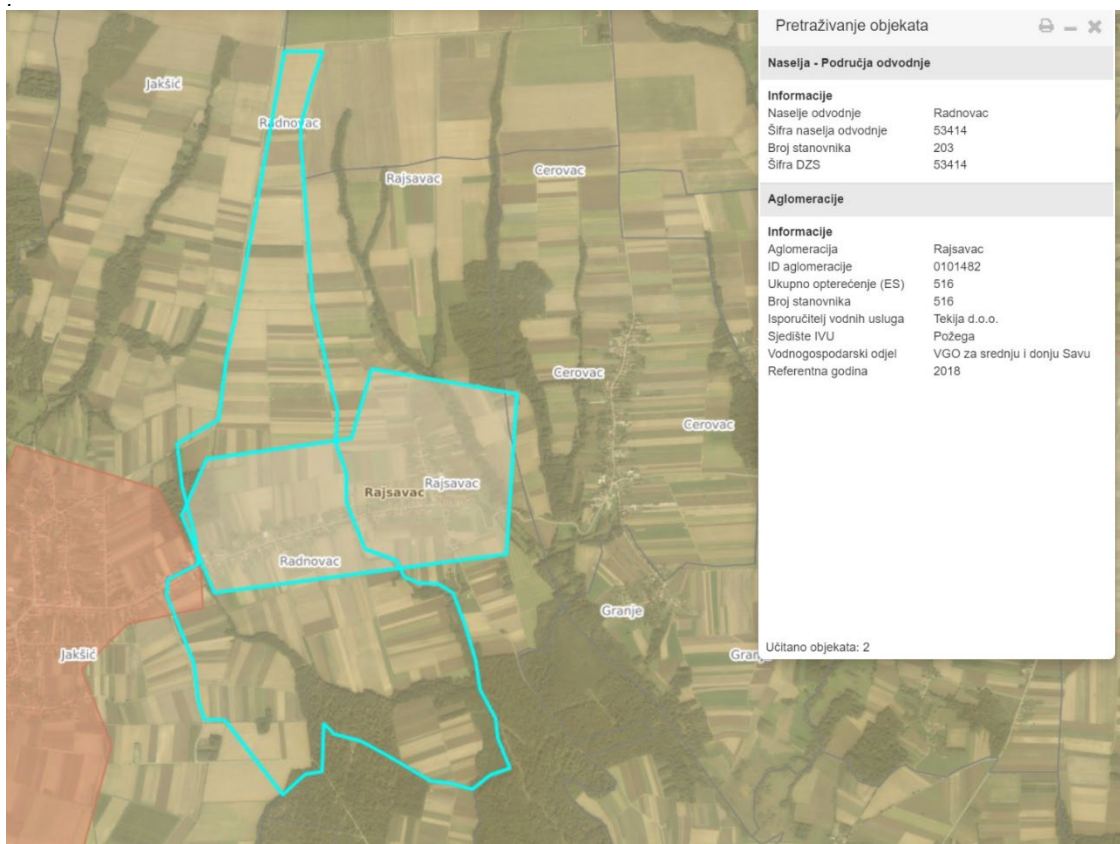 .
Jakšić
Radnovac
Rajsavac
Cerovac
Cerovac
Cerovac
Rajsavac
Rajsavac
Radnovac
Granje
Jakšić
Pretraživanje objekata
Naselja - Područja odvodnje
Informacije
Naselje odvodnje Radnovac
Šifra naselja odvodnje 53414
Broj stanovnika 203
Šifra DZS 53414
Aglomeracije
Informacije
Aglomeracija Rajsavac
ID aglomeracije 0101482
Ukupno opterećenje (ES) 516
Broj stanovnika 516
Isporučitelj vodnih usluga Tekija d.o.o.
Sjedište IVU Požega
Vodnogospodarski odjel VGO za srednju i donju Savu
Referentna godina 2018
Učitano objekata: 2